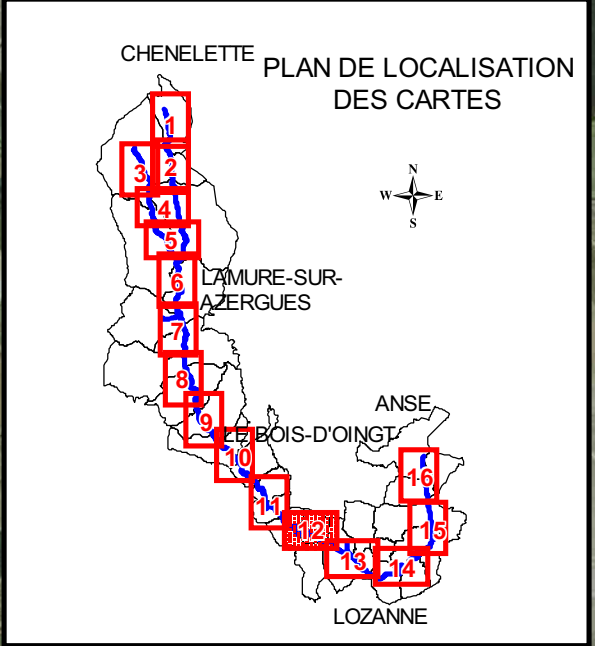 CHENELETTE
PLAN DE LOCALISATION
DES CARTES
1
2
3
4
N
W E
S
5
6
LAMURE-SUR-
AZERGUES
7
8
9
ANSE
LE BOIS-D'OINGT
10
16
11
12
15
13
14
LOZANNE